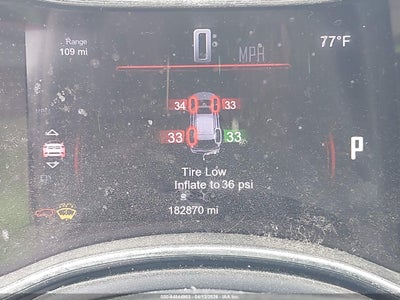 Range
109 mi
0 MPH
77°F
34 33
33 33
P
Tire Low
Inflate to 36 psi
182870 mi